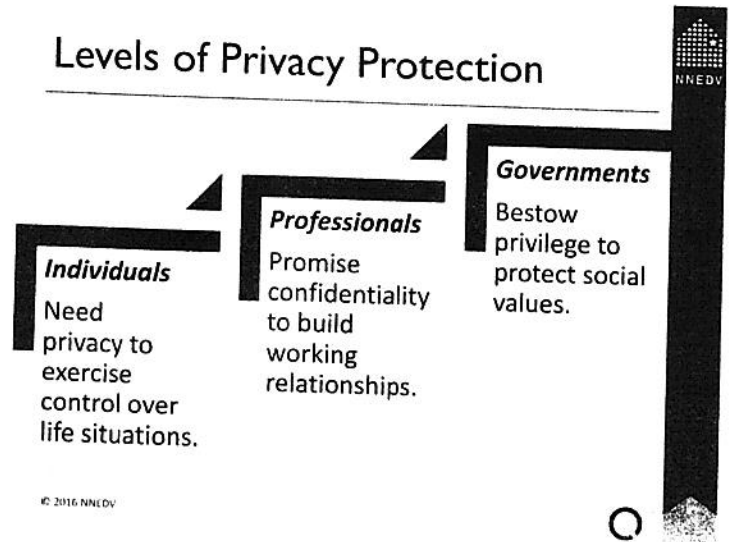 Levels of Privacy Protection
NNEDV
Individuals
Need
privacy to
exercise
control over
life situations.
Professionals
Promise
confidentiality
to build
working
relationships.
Governments
Bestow
privilege to
protect social
values.
© 2016 NNEDV